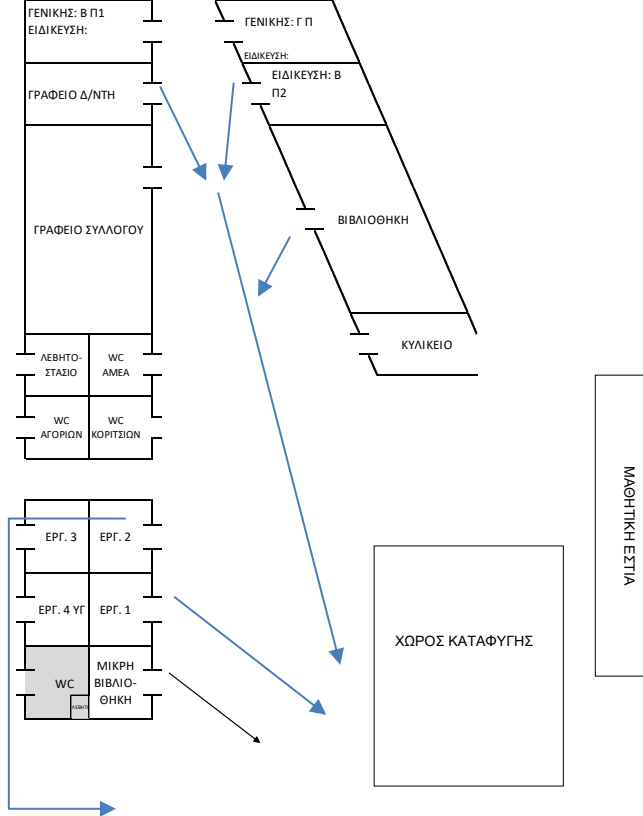 ΓΕΝΙΚΗΣ: Β Π1
ΕΙΔΙΚΕΥΣΗ:
ΓΕΝΙΚΗΣ: Γ Π
ΕΙΔΙΚΕΥΣΗ:
ΕΙΔΙΚΕΥΣΗ: Β
Π2
ΓΡΑΦΕΙΟ Δ/ΝΤΗ
ΓΡΑΦΕΙΟ ΣΥΛΛΟΓΟΥ
ΒΙΒΛΙΟΘΗΚΗ
ΚΥΛΙΚΕΙΟ
ΛΕΒΗΤΟ-
ΣΤΑΣΙΟ
WC
ΑΜΕΑ
WC
ΑΓΟΡΙΩΝ
WC
ΚΟΡΙΤΣΙΩΝ
ΜΑΘΗΤΙΚΗ ΕΣΤΙΑ
ΕΡΓ. 3
ΕΡΓ. 2
ΕΡΓ. 4 ΥΓ
ΕΡΓ. 1
ΧΩΡΟΣ ΚΑΤΑΦΥΓΗΣ
WC
ΜΙΚΡΗ
ΒΙΒΛΙΟ-
ΘΗΚΗ